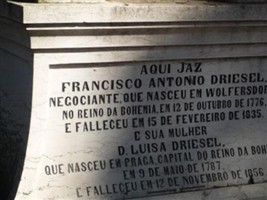 AQUI JAZ
FRANCISCO ANTONIO DRIESEL,
NEGOCIANTE, QUE NASCEU EM WOLFERSDO
NO REINO DA BOHEMIA EM 12 DE OUTUBRO DE 1776,
E FALLECEU EM 15 DE FEVEREIRO DE 1835.
E SUA MULHER
D. LUISA DRIESEL,
QUE NASCEU EM PRAGA, CAPITAL DO REINO DA BOH
EM 9 DE MAIO DE 1787.
E FALLECEU EM 12 DE NOVEMBRO DE 1856